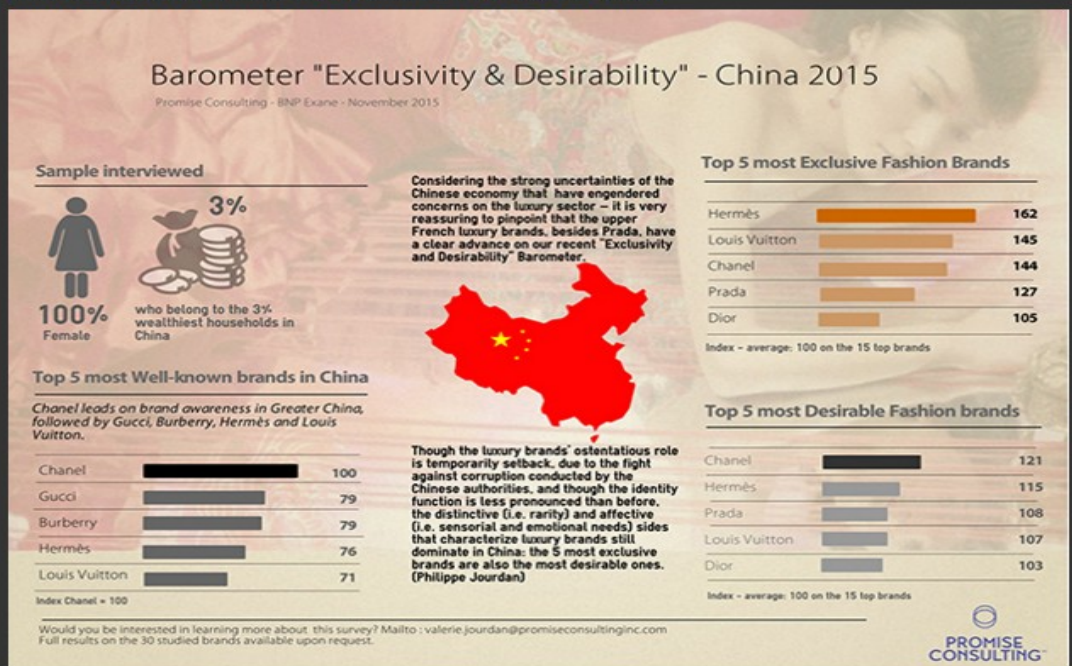 Barometer "Exclusivity & Desirability" - China 2015
Promise Consulting - BNP Exane - November 2015
Sample interviewed
3%
100%
Female
who belong to the 3%
wealthiest households in
China
Top 5 most Well-known brands in China
Chanel leads on brand awareness in Greater China,
followed by Gucci, Burberry, Hermès and Louis
Vuitton.
Chanel 100
Gucci 79
Burberry 79
Hermès 76
Louis Vuitton 71
Index Chanel = 100
Considering the strong uncertainties of the
Chinese economy that have engendered
concerns on the luxury sector – it is very
reassuring to pinpoint that the upper
French luxury brands, besides Prada, have
a clear advance on our recent "Exclusivity
and Desirability" Barometer.
Though the luxury brands' ostentatious role
is temporarily setback, due to the fight
against corruption conducted by the
Chinese authorities, and though the identity
function is less pronounced than before,
the distinctive (i.e. rarity) and affective
(i.e. sensorial and emotional needs) sides
that characterize luxury brands still
dominate in China: the 5 most exclusive
brands are also the most desirable ones.
(Philippe Jourdan)
Top 5 most Exclusive Fashion Brands
Hermès 162
Louis Vuitton 145
Chanel 144
Prada 127
Dior 105
Index – average: 100 on the 15 top brands
Top 5 most Desirable Fashion brands
Chanel 121
Hermès 115
Prada 108
Louis Vuitton 107
Dior 103
Index – average: 100 on the 15 top brands
Would you be interested in learning more about this survey? Mailto : valerie.jourdan@promiseconsultinginc.com
Full results on the 30 studied brands available upon request.
PROMISE
CONSULTING